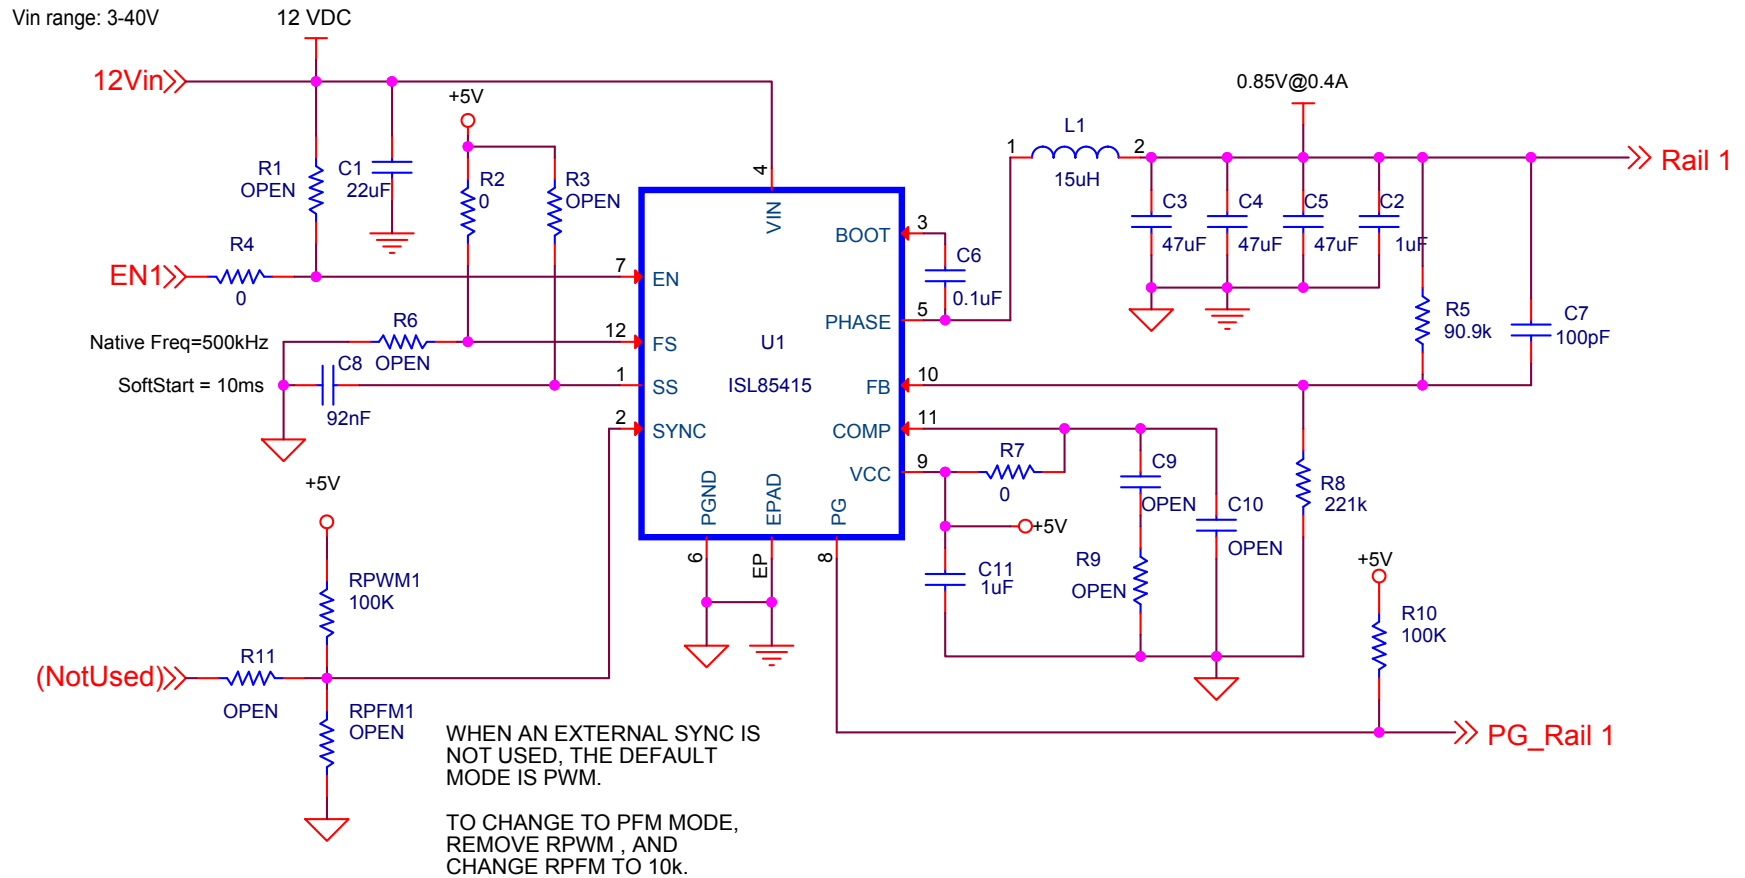 Vin range: 3-40V
12 VDC
12Vin
+5V
0.85V@0.4A
L1
1
2
15uH
Rail 1
R1
OPEN
C1
22uF
R2
0
R3
OPEN
4
VIN
C3
47uF
C4
47uF
C5
47uF
C2
1uF
BOOT
3
C6
0.1uF
R4
0
EN1
7
EN
PHASE
5
R5
90.9k
C7
100pF
Native Freq=500kHz
R6
OPEN
12
FS
U1
ISL85415
SoftStart = 10ms
C8
92nF
1
SS
FB
10
2
SYNC
COMP
11
VCC
9
R7
0
C9
OPEN
C10
OPEN
R8
221k
+5V
PGND
EPAD
PG
6
EP
8
+5V
C11
1uF
R9
OPEN
+5V
R10
100K
RPWM1
100K
(NotUsed)
R11
OPEN
RPFM1
OPEN
PG_Rail 1
WHEN AN EXTERNAL SYNC IS
NOT USED, THE DEFAULT
MODE IS PWM.
TO CHANGE TO PFM MODE,
REMOVE RPWM , AND
CHANGE RPFM TO 10k.